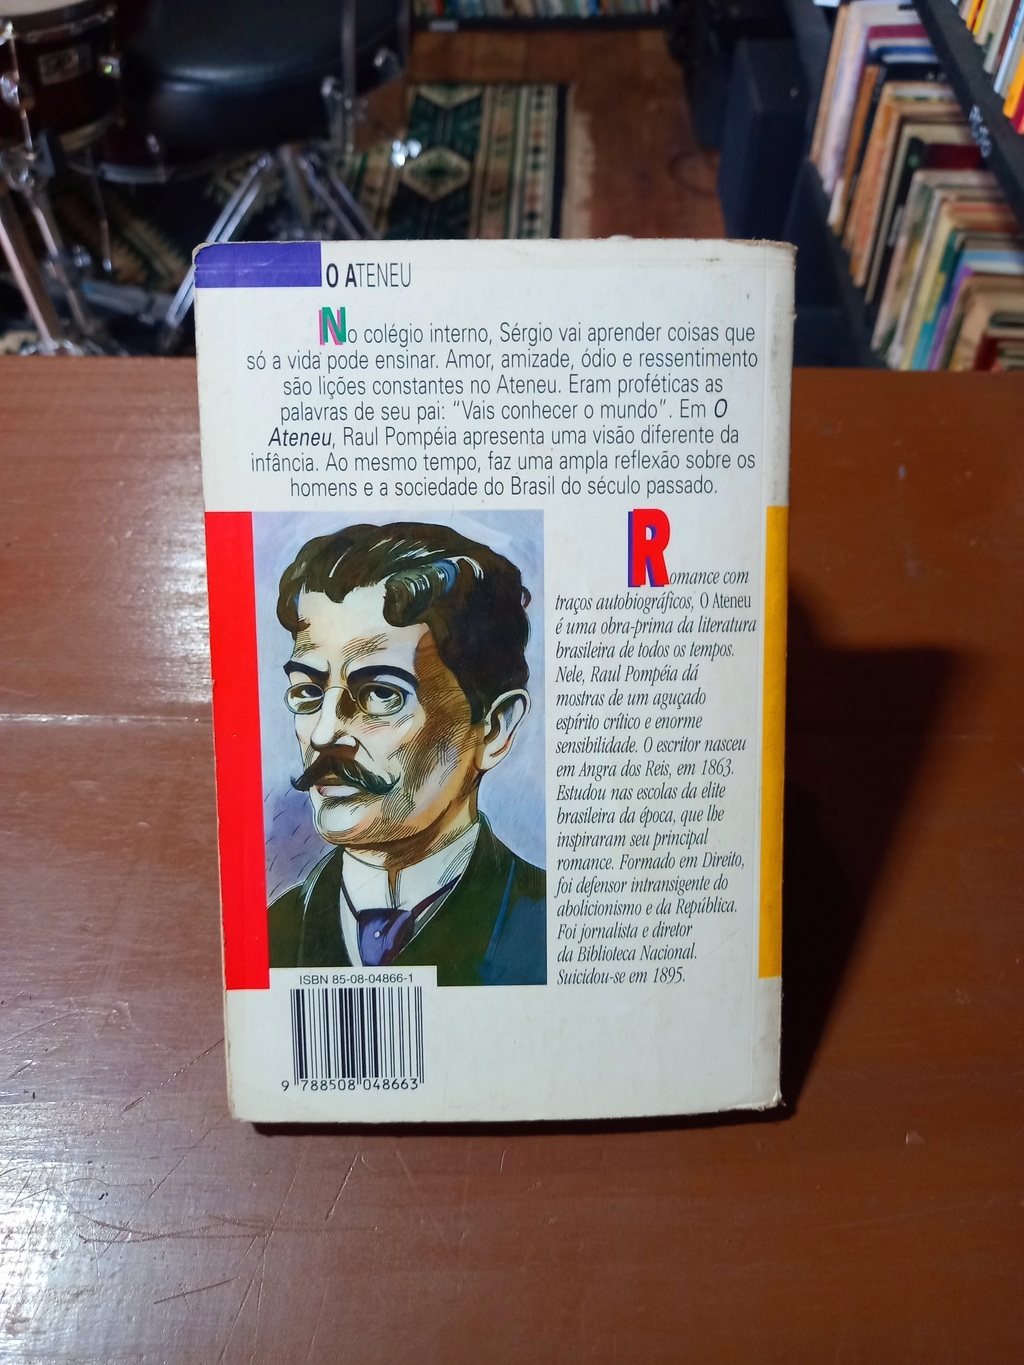 O ATENEU
No colégio interno, Sérgio vai aprender coisas que
só a vida pode ensinar. Amor, amizade, ódio e ressentimento
são lições constantes no Ateneu. Eram proféticas as
palavras de seu pai: “Vais conhecer o mundo”. Em O
Ateneu, Raul Pompéia apresenta uma visão diferente da
infância. Ao mesmo tempo, faz uma ampla reflexão sobre os
homens e a sociedade do Brasil do século passado.
Romance com
traços autobiográficos, O Ateneu
é uma obra-prima da literatura
brasileira de todos os tempos.
Nele, Raul Pompéia dá
mostras de um aguçado
espírito crítico e enorme
sensibilidade. O escritor nasceu
em Angra dos Reis, em 1863.
Estudou nas escolas da elite
brasileira da época, que lhe
inspiraram seu principal
romance. Formado em Direito,
foi defensor intransigente do
abolicionismo e da República.
Foi jornalista e diretor
da Biblioteca Nacional.
Suicidou-se em 1895.
ISBN 85-08-04866-1
9 788508 048663